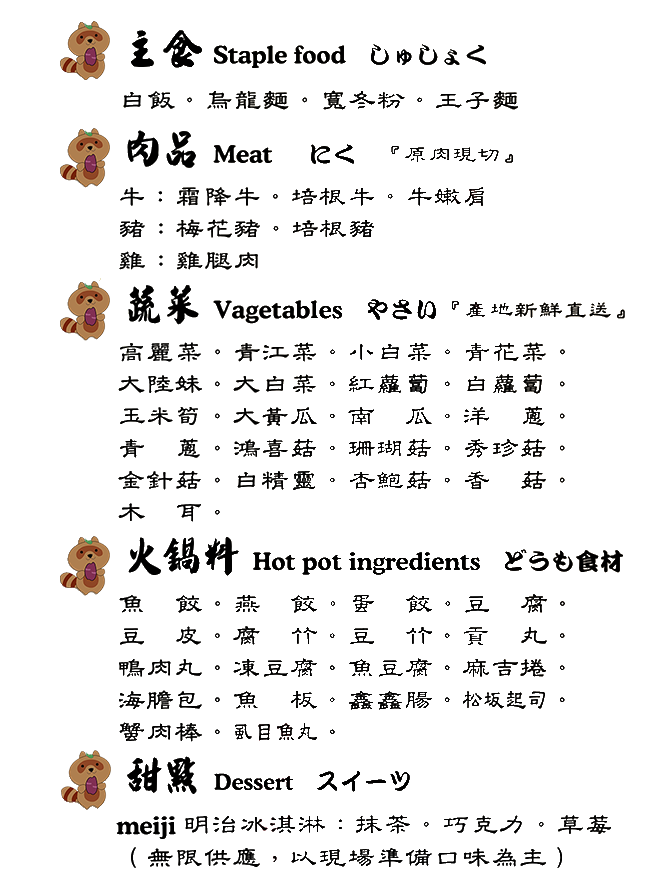 主食 Staple food しゅしょく
白飯。烏龍麵。寬冬粉。王子麵
肉品 Meat にく 『原肉現切』
牛：霜降牛。培根牛。牛嫩肩
豬：梅花豬。培根豬
雞：雞腿肉
蔬菜 Vagetables やさい『產地新鮮直送』
高麗菜。青江菜。小白菜。青花菜。
大陸妹。大白菜。紅蘿蔔。白蘿蔔。
玉米筍。大黃瓜。南 瓜。洋 蔥。
青 蔥。鴻喜菇。珊瑚菇。秀珍菇。
金針菇。白精靈。杏鮑菇。香 菇。
木 耳。
火鍋料 Hot pot ingredients どうも食材
魚 餃。燕 餃。蛋 餃。豆 腐。
豆 皮。腐 竹。豆 竹。貢 丸。
鴨肉丸。凍豆腐。魚豆腐。麻吉捲。
海膽包。魚 板。鑫鑫腸。松坂起司。
蟹肉棒。虱目魚丸。
甜點 Dessert スイーツ
meiji 明治冰淇淋：抹茶。巧克力。草莓
（無限供應，以現場準備口味為主）